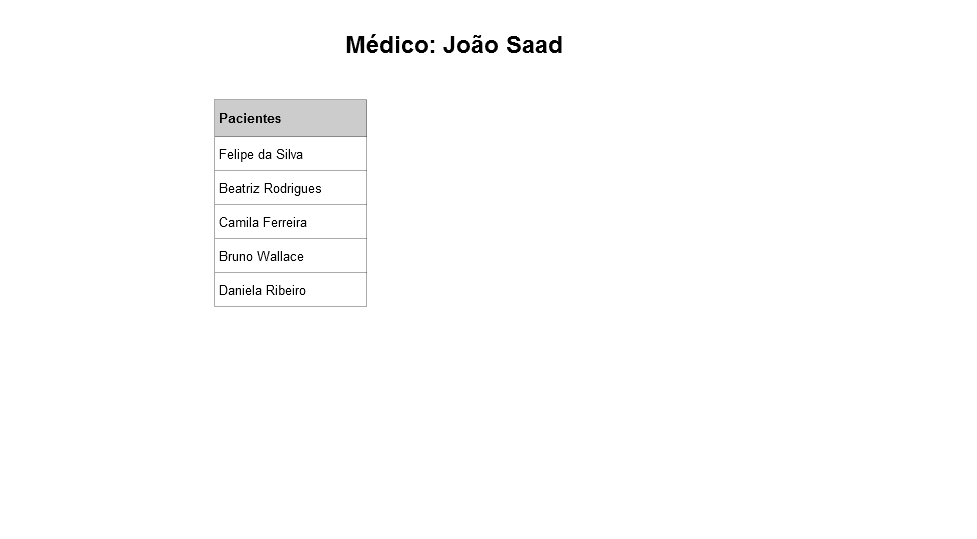 Médico: João Saad
Pacientes
Felipe da Silva
Beatriz Rodrigues
Camila Ferreira
Bruno Wallace
Daniela Ribeiro